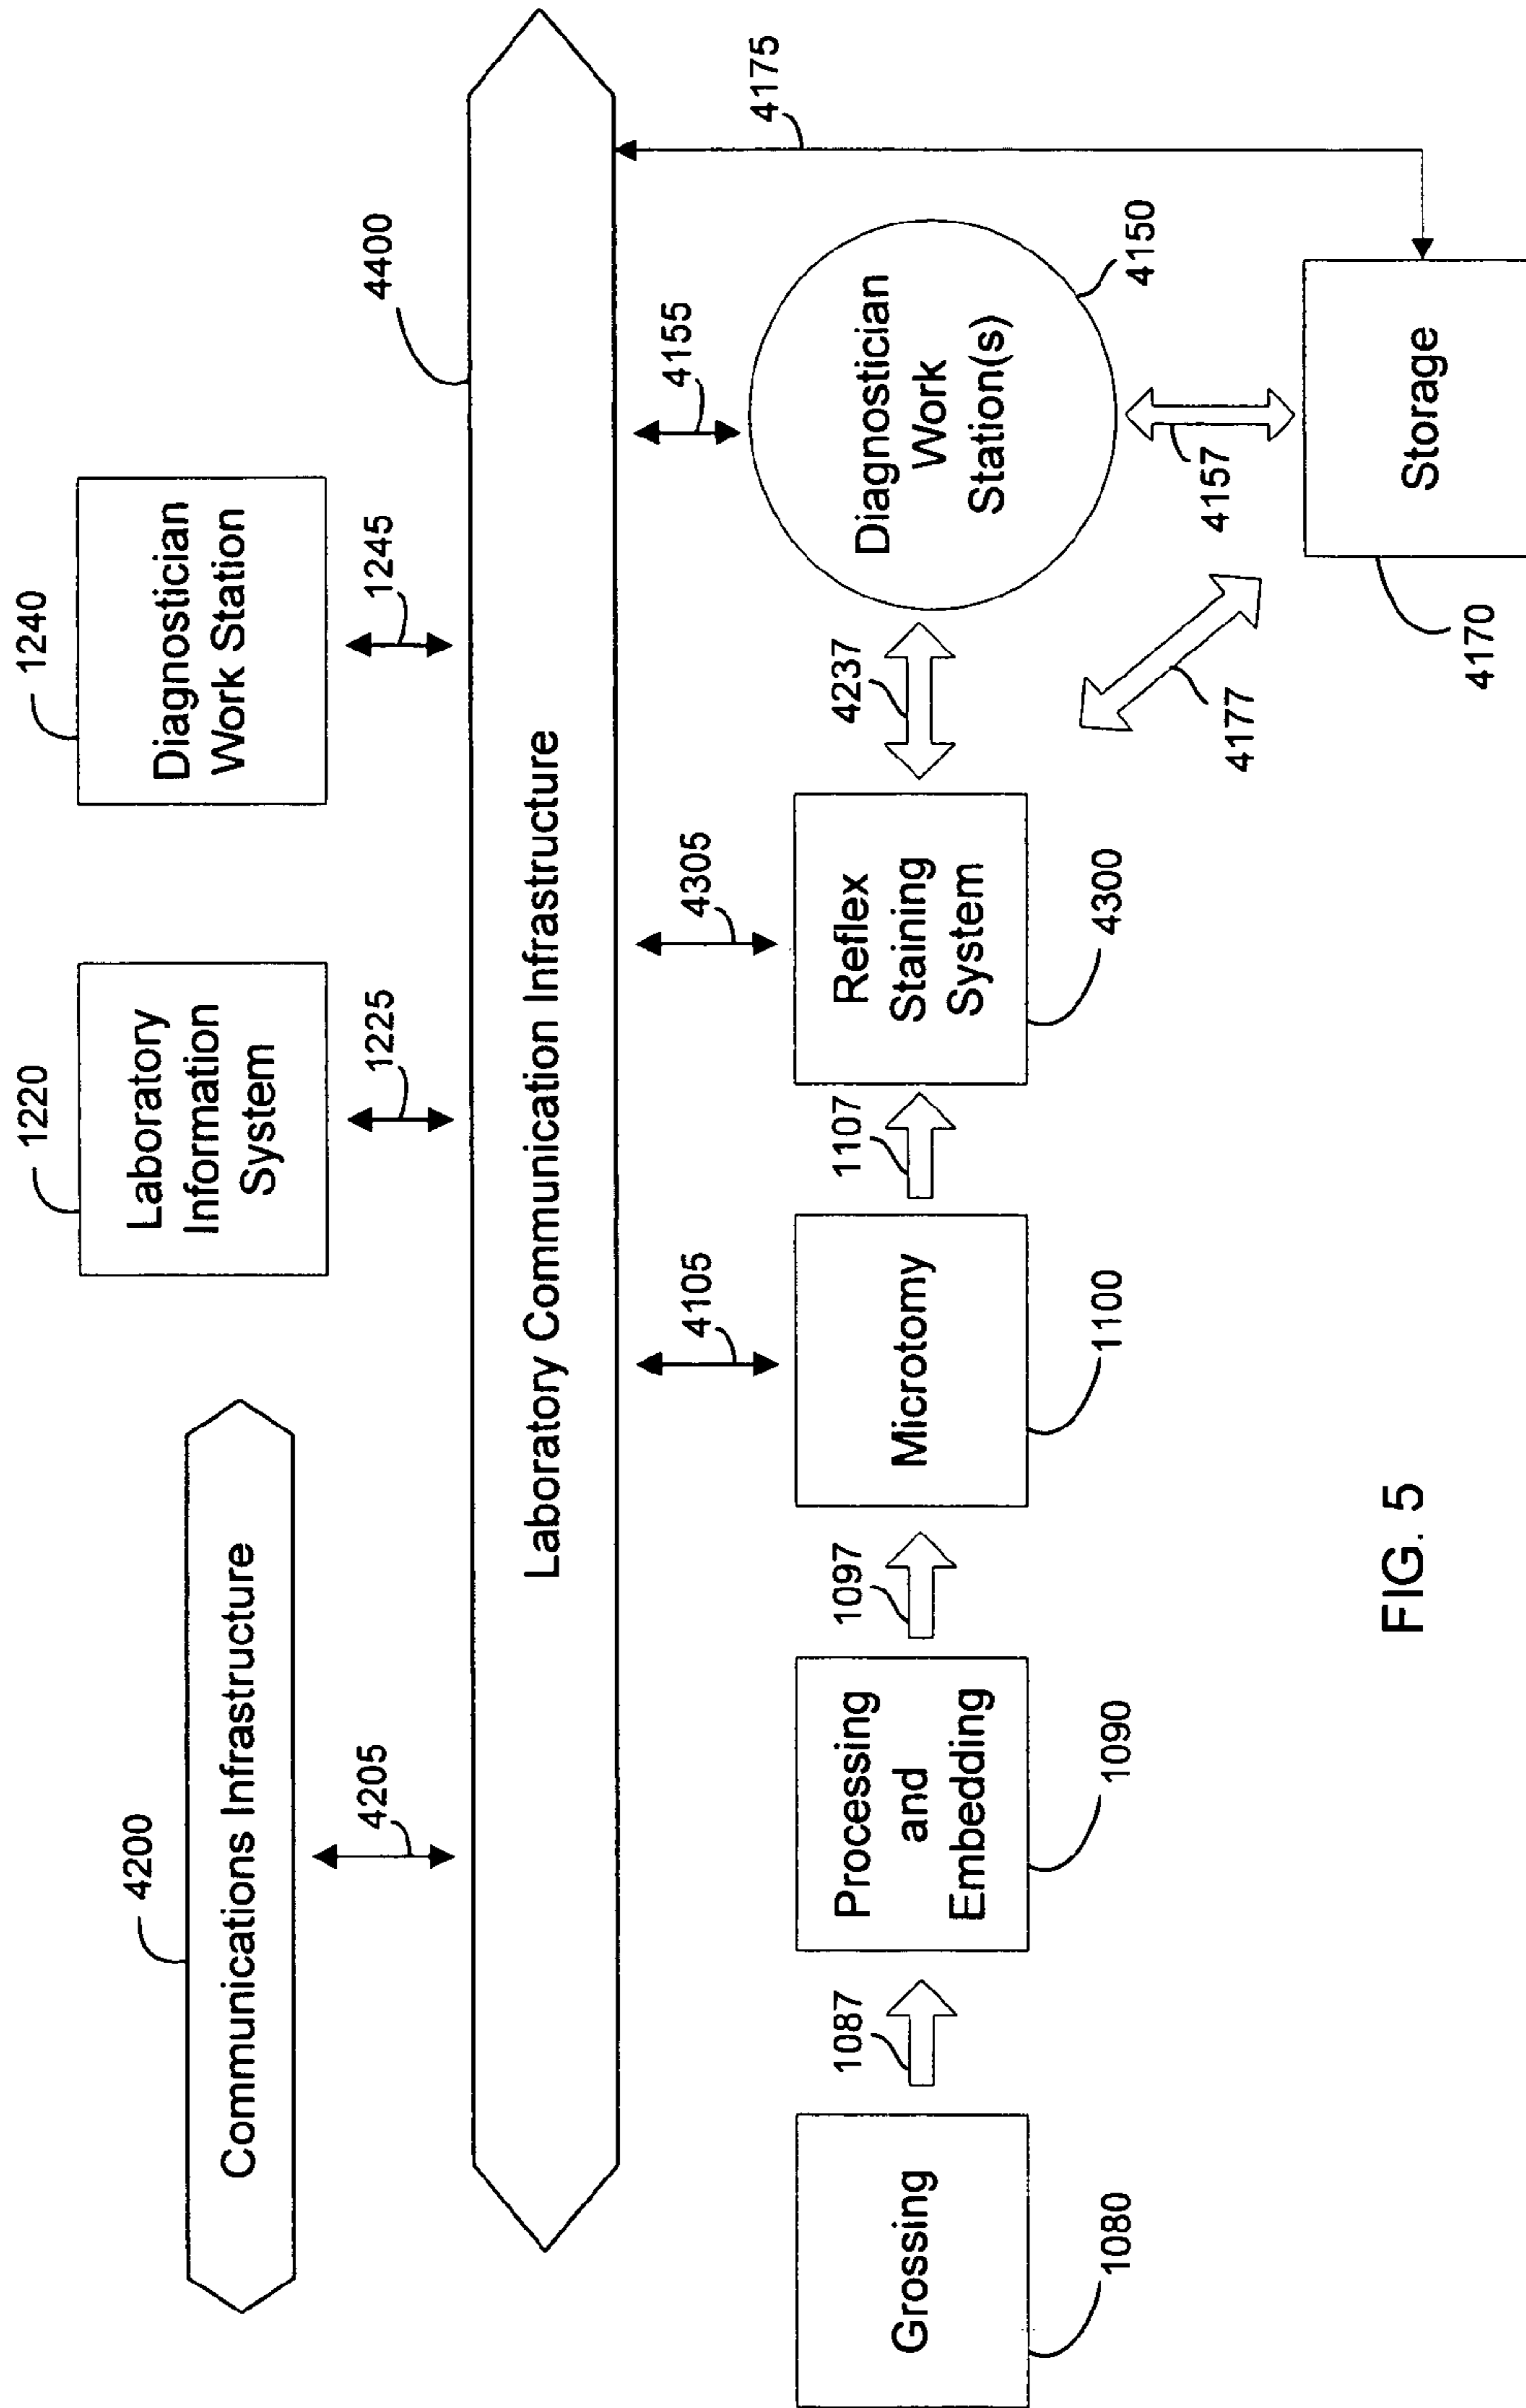 4200
Communications Infrastructure
4205
1220
Laboratory
Information
System
1225
1240
Diagnostician
Work Station
1245
4400
Laboratory Communication Infrastructure
4105
4305
4155
4175
Grossing
1080
1087
Processing
and
Embedding
1090
1097
Microtomy
1100
1107
Reflex
Staining
System
4300
4237
Diagnostician
Work
Station(s)
4150
4177
4157
Storage
4170
FIG. 5